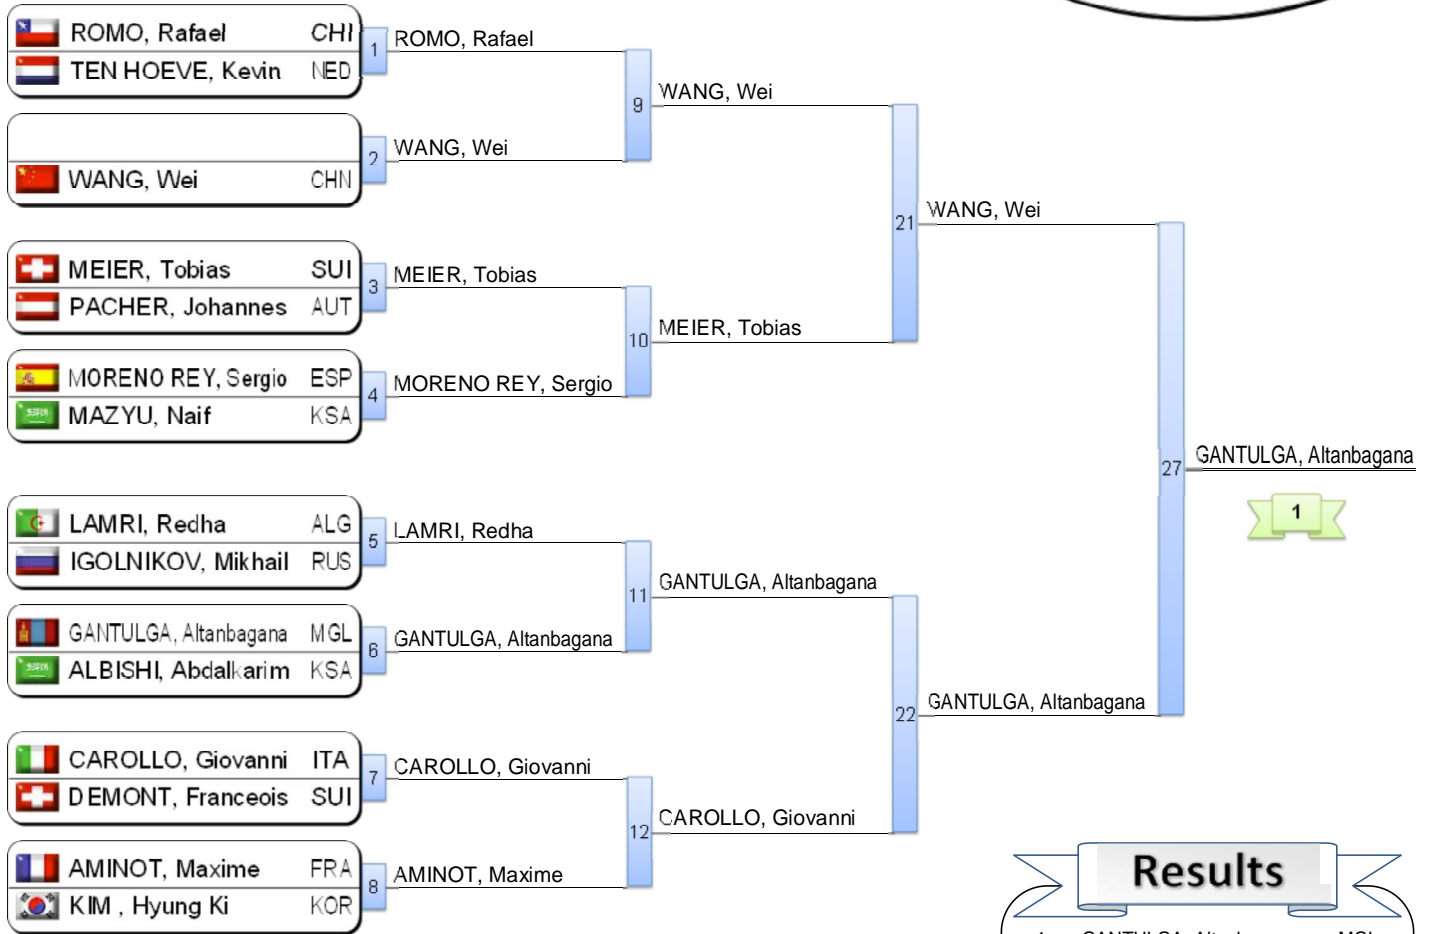 ROMO, Rafael CHI
TEN HOEVE, Kevin NED
1
ROMO, Rafael
WANG, Wei CHN
2
WANG, Wei
9
WANG, Wei
MEIER, Tobias SUI
PACHER, Johannes AUT
3
MEIER, Tobias
MORENO REY, Sergio ESP
MAZYU, Naif KSA
4
MORENO REY, Sergio
10
MEIER, Tobias
21
WANG, Wei
LAMRI, Redha ALG
IGOLNIKOV, Mikhail RUS
5
LAMRI, Redha
GANTULGA, Altanbagana MGL
ALBISHI, Abdalkarim KSA
6
GANTULGA, Altanbagana
11
GANTULGA, Altanbagana
CAROLLO, Giovanni ITA
DEMONT, Franceois SUI
7
CAROLLO, Giovanni
AMINOT, Maxime FRA
KIM , Hyung Ki KOR
8
AMINOT, Maxime
12
CAROLLO, Giovanni
22
GANTULGA, Altanbagana
27
GANTULGA, Altanbagana
1
Results